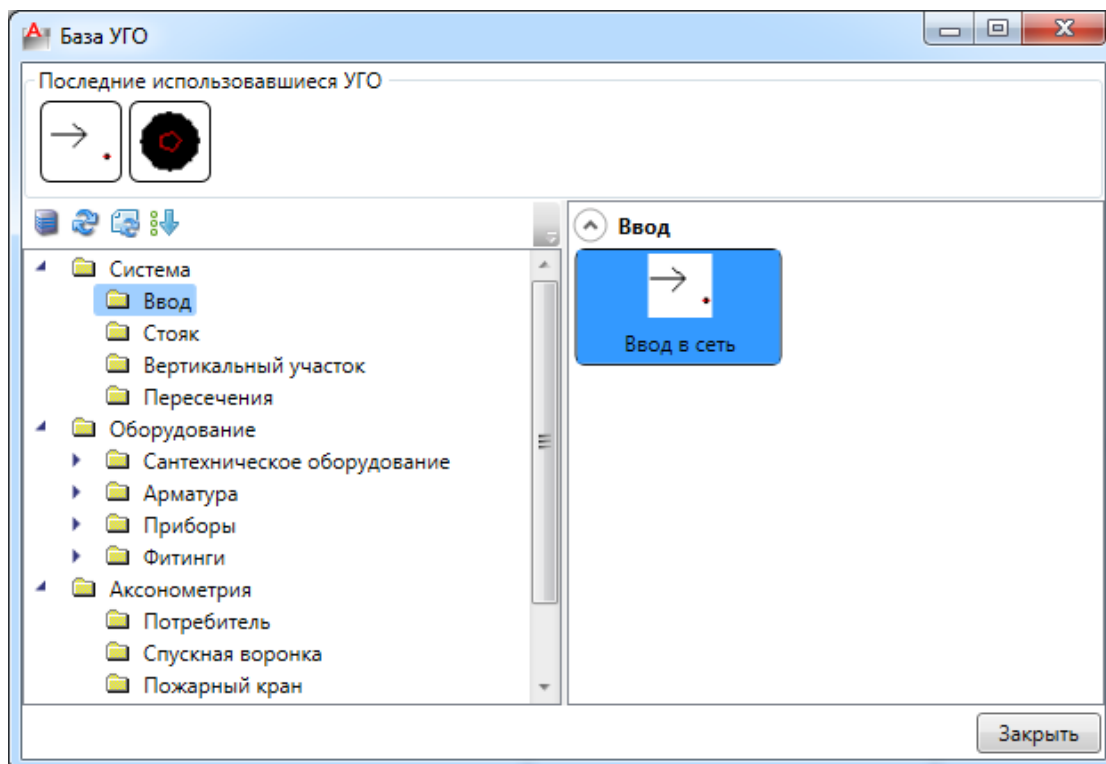 База УГО
Последние использовавшиеся УГО
Система
Ввод
Стояк
Вертикальный участок
Пересечения
Оборудование
Сантехническое оборудование
Арматура
Приборы
Фитинги
Аксонометрия
Потребитель
Спускная воронка
Пожарный кран
Ввод
Ввод в сеть
Закрыть